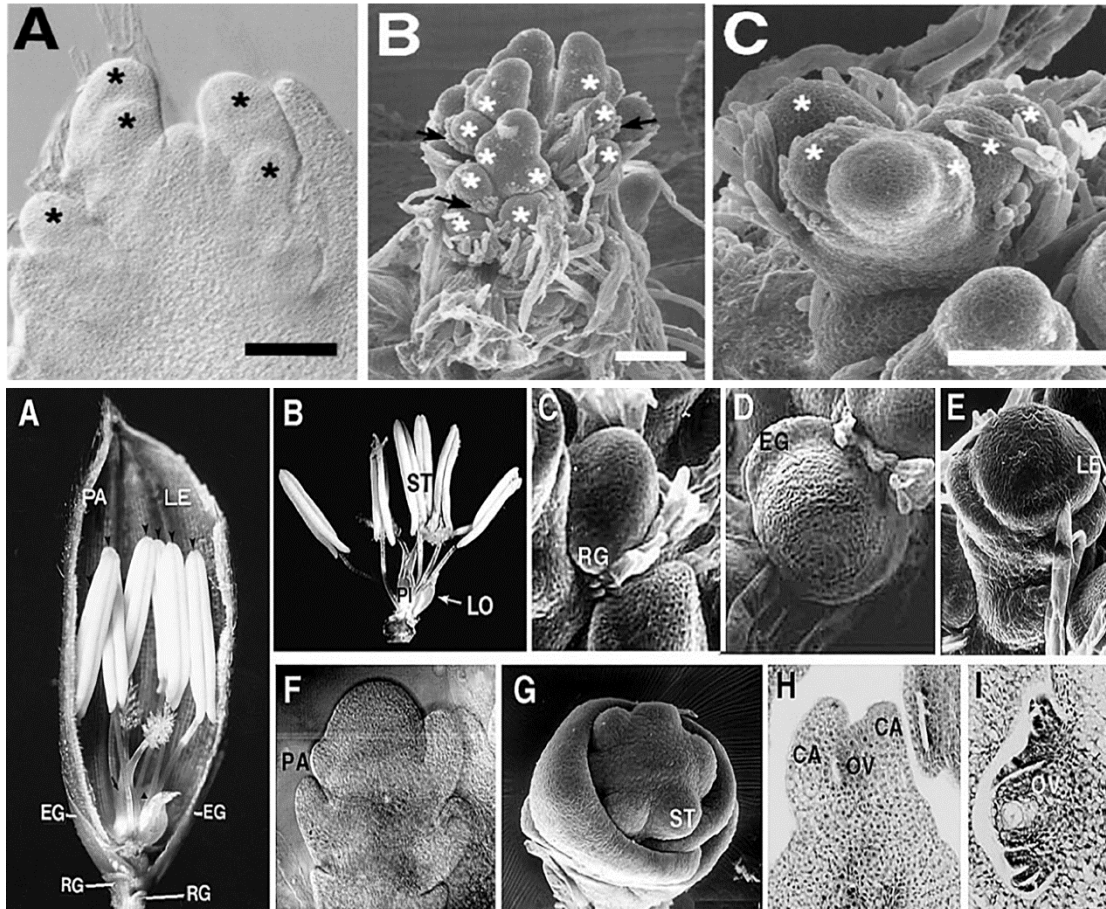 A B C
* * * * *
* * * * * * * * *
* * * * *
A B C D E
PA LE EG EG RG RG
ST PI LO
RG
EG
LE
F G H I
PA
ST
CA CA OV
OV